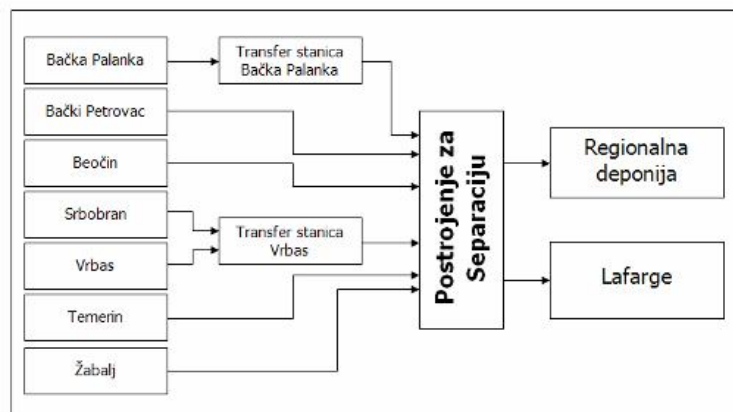 Bačka Palanka
Transfer stanica
Bačka Palanka
Bački Petrovac
Beočin
Srbobran
Transfer stanica
Vrbas
Vrbas
Temerin
Žabalj
Postrojenje za
Separaciju
Regionalna
deponija
Lafarge